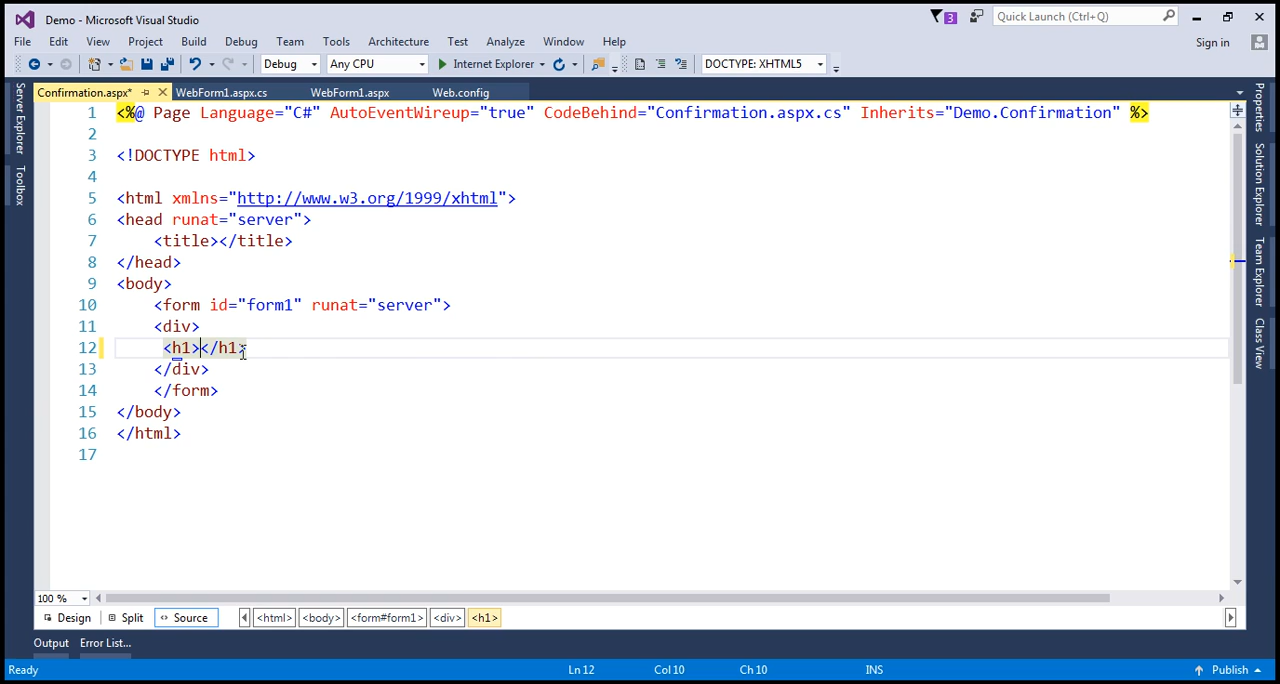 Demo - Microsoft Visual Studio
3
Quick Launch (Ctrl+Q)
File Edit View Project Build Debug Team Tools Architecture Test Analyze Window Help
Sign in
Debug Any CPU Internet Explorer DOCTYPE: XHTML5
Confirmation.aspx* WebForm1.aspx.cs WebForm1.aspx Web.config
Server Explorer
Toolbox
1 <%@ Page Language="C#" AutoEventWireup="true" CodeBehind="Confirmation.aspx.cs" Inherits="Demo.Confirmation" %>
2
3 <!DOCTYPE html>
4
5 <html xmlns="http://www.w3.org/1999/xhtml">
6 <head runat="server">
7 <title></title>
8 </head>
9 <body>
10 <form id="form1" runat="server">
11 <div>
12 <h1></h1>
13 </div>
14 </form>
15 </body>
16 </html>
17
Properties
Solution Explorer
Team Explorer
Class View
100 %
Design Split Source <html> <body> <form#form1> <div> <h1>
Output Error List...
Ready Ln 12 Col 10 Ch 10 INS Publish